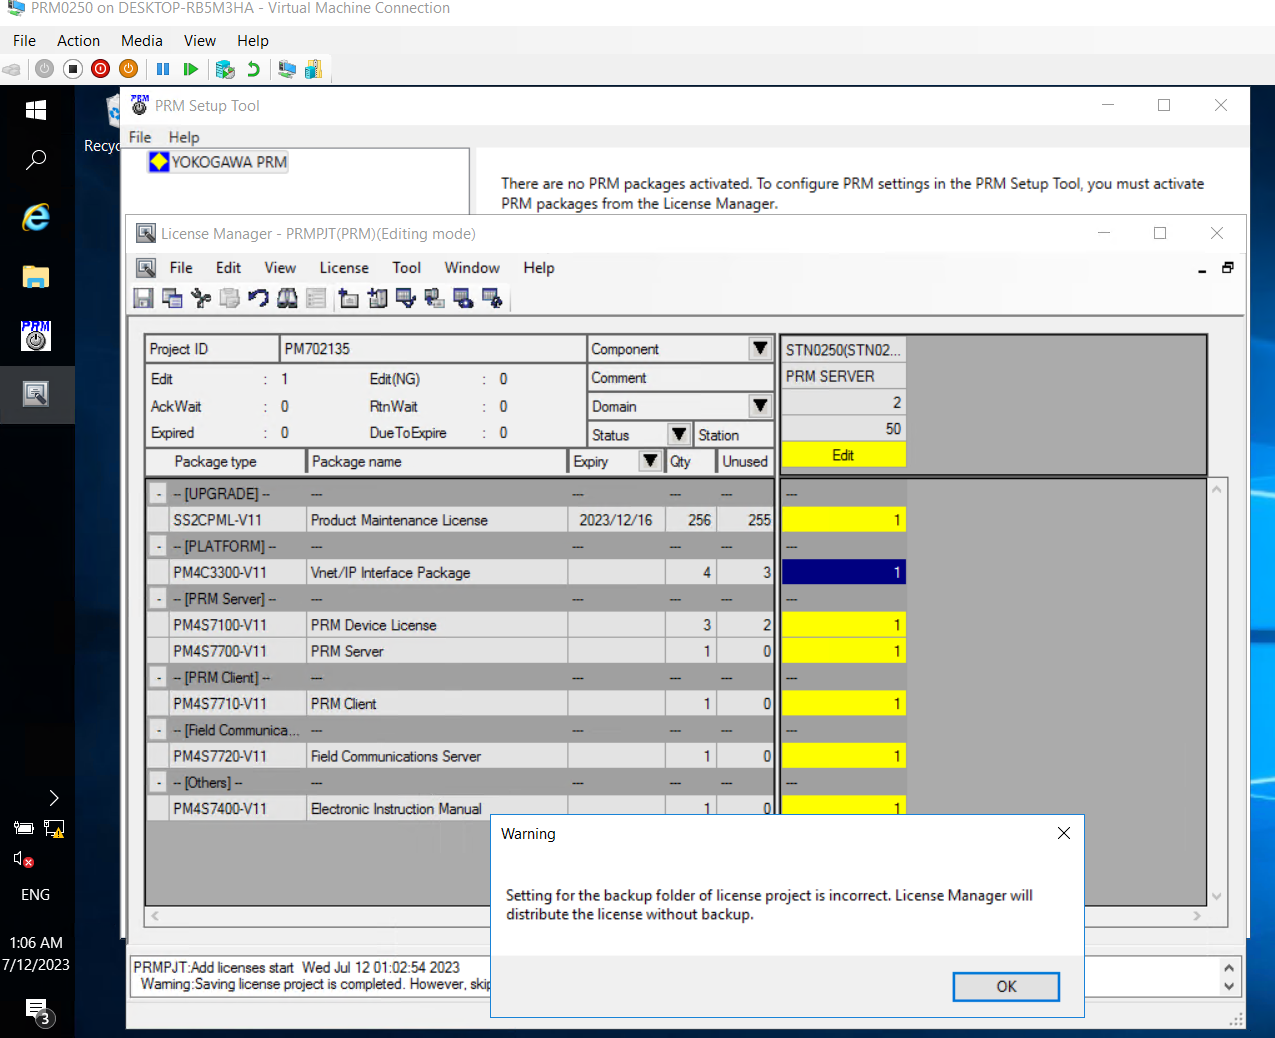 PRM0250 on DESKTOP-RB5M3HA - Virtual Machine Connection
File Action Media View Help
PRM Setup Tool
File Help
Recyc
YOKOGAWA PRM
There are no PRM packages activated. To configure PRM settings in the PRM Setup Tool, you must activate
PRM packages from the License Manager.
License Manager - PRMPJT(PRM)(Editing mode)
File Edit View License Tool Window Help
PRM
Project ID PM702135 Component STN0250(STN02...
Edit : 1 Edit(NG) : 0 Comment PRM SERVER
AckWait : 0 RtnWait : 0 Domain 2
Expired : 0 DueToExpire : 0 Status Station 50
Package type Package name Expiry Qty Unused Edit
- -- [UPGRADE] -- --- --- --- --- ---
SS2CPML-V11 Product Maintenance License 2023/12/16 256 255 1
- -- [PLATFORM] -- --- --- --- --- ---
PM4C3300-V11 Vnet/IP Interface Package 4 3 1
- -- [PRM Server] -- --- --- --- --- ---
PM4S7100-V11 PRM Device License 3 2 1
PM4S7700-V11 PRM Server 1 0 1
- -- [PRM Client] -- --- --- --- --- ---
PM4S7710-V11 PRM Client 1 0 1
- -- [Field Communica... --- --- --- --- ---
PM4S7720-V11 Field Communications Server 1 0 1
- -- [Others] -- --- --- --- --- ---
PM4S7400-V11 Electronic Instruction Manual 1 0 1
Warning
Setting for the backup folder of license project is incorrect. License Manager will
distribute the license without backup.
OK
PRMPJT:Add licenses start Wed Jul 12 01:02:54 2023
Warning:Saving license project is completed. However, skip
ENG
1:06 AM
7/12/2023
3